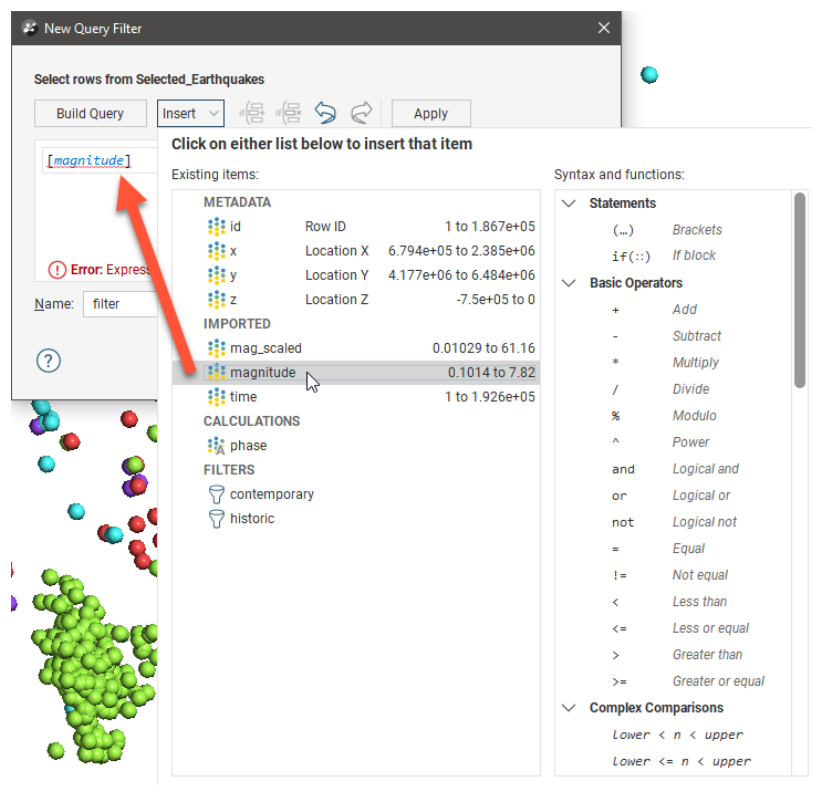 New Query Filter
Select rows from Selected_Earthquakes
Build Query Insert if if Apply
Click on either list below to insert that item
[magnitude]
Error: Express
Name: filter
Existing items:
METADATA
id Row ID 1 to 1.867e+05
x Location X 6.794e+05 to 2.385e+06
y Location Y 4.177e+06 to 6.484e+06
z Location Z -7.5e+05 to 0
IMPORTED
mag_scaled 0.01029 to 61.16
magnitude 0.1014 to 7.82
time 1 to 1.926e+05
CALCULATIONS
phase
FILTERS
contemporary
historic
Syntax and functions:
Statements
(…) Brackets
if(::) If block
Basic Operators
+ Add
- Subtract
* Multiply
/ Divide
% Modulo
^ Power
and Logical and
or Logical or
not Logical not
= Equal
!= Not equal
< Less than
<= Less or equal
> Greater than
>= Greater or equal
Complex Comparisons
lower < n < upper
lower <= n < upper